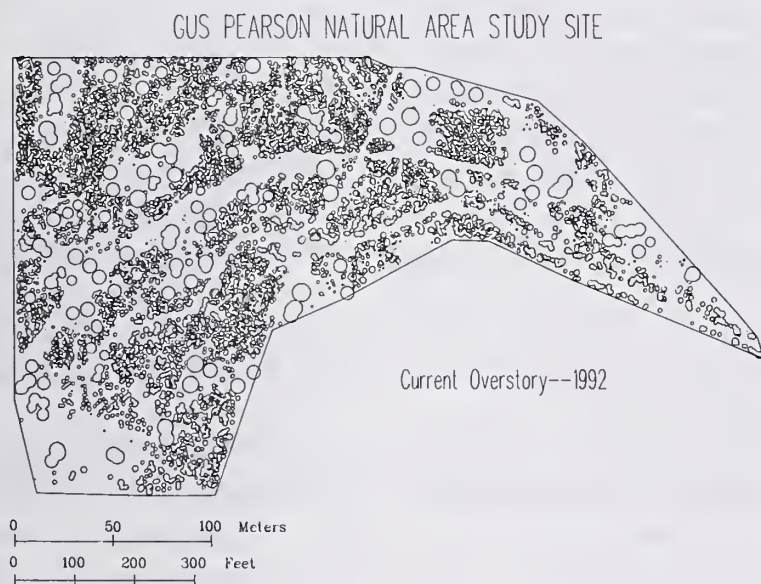 GUS PEARSON NATURAL AREA STUDY SITE
Current Overstory--1992
0 50 100 Meters
0 100 200 300 Feet